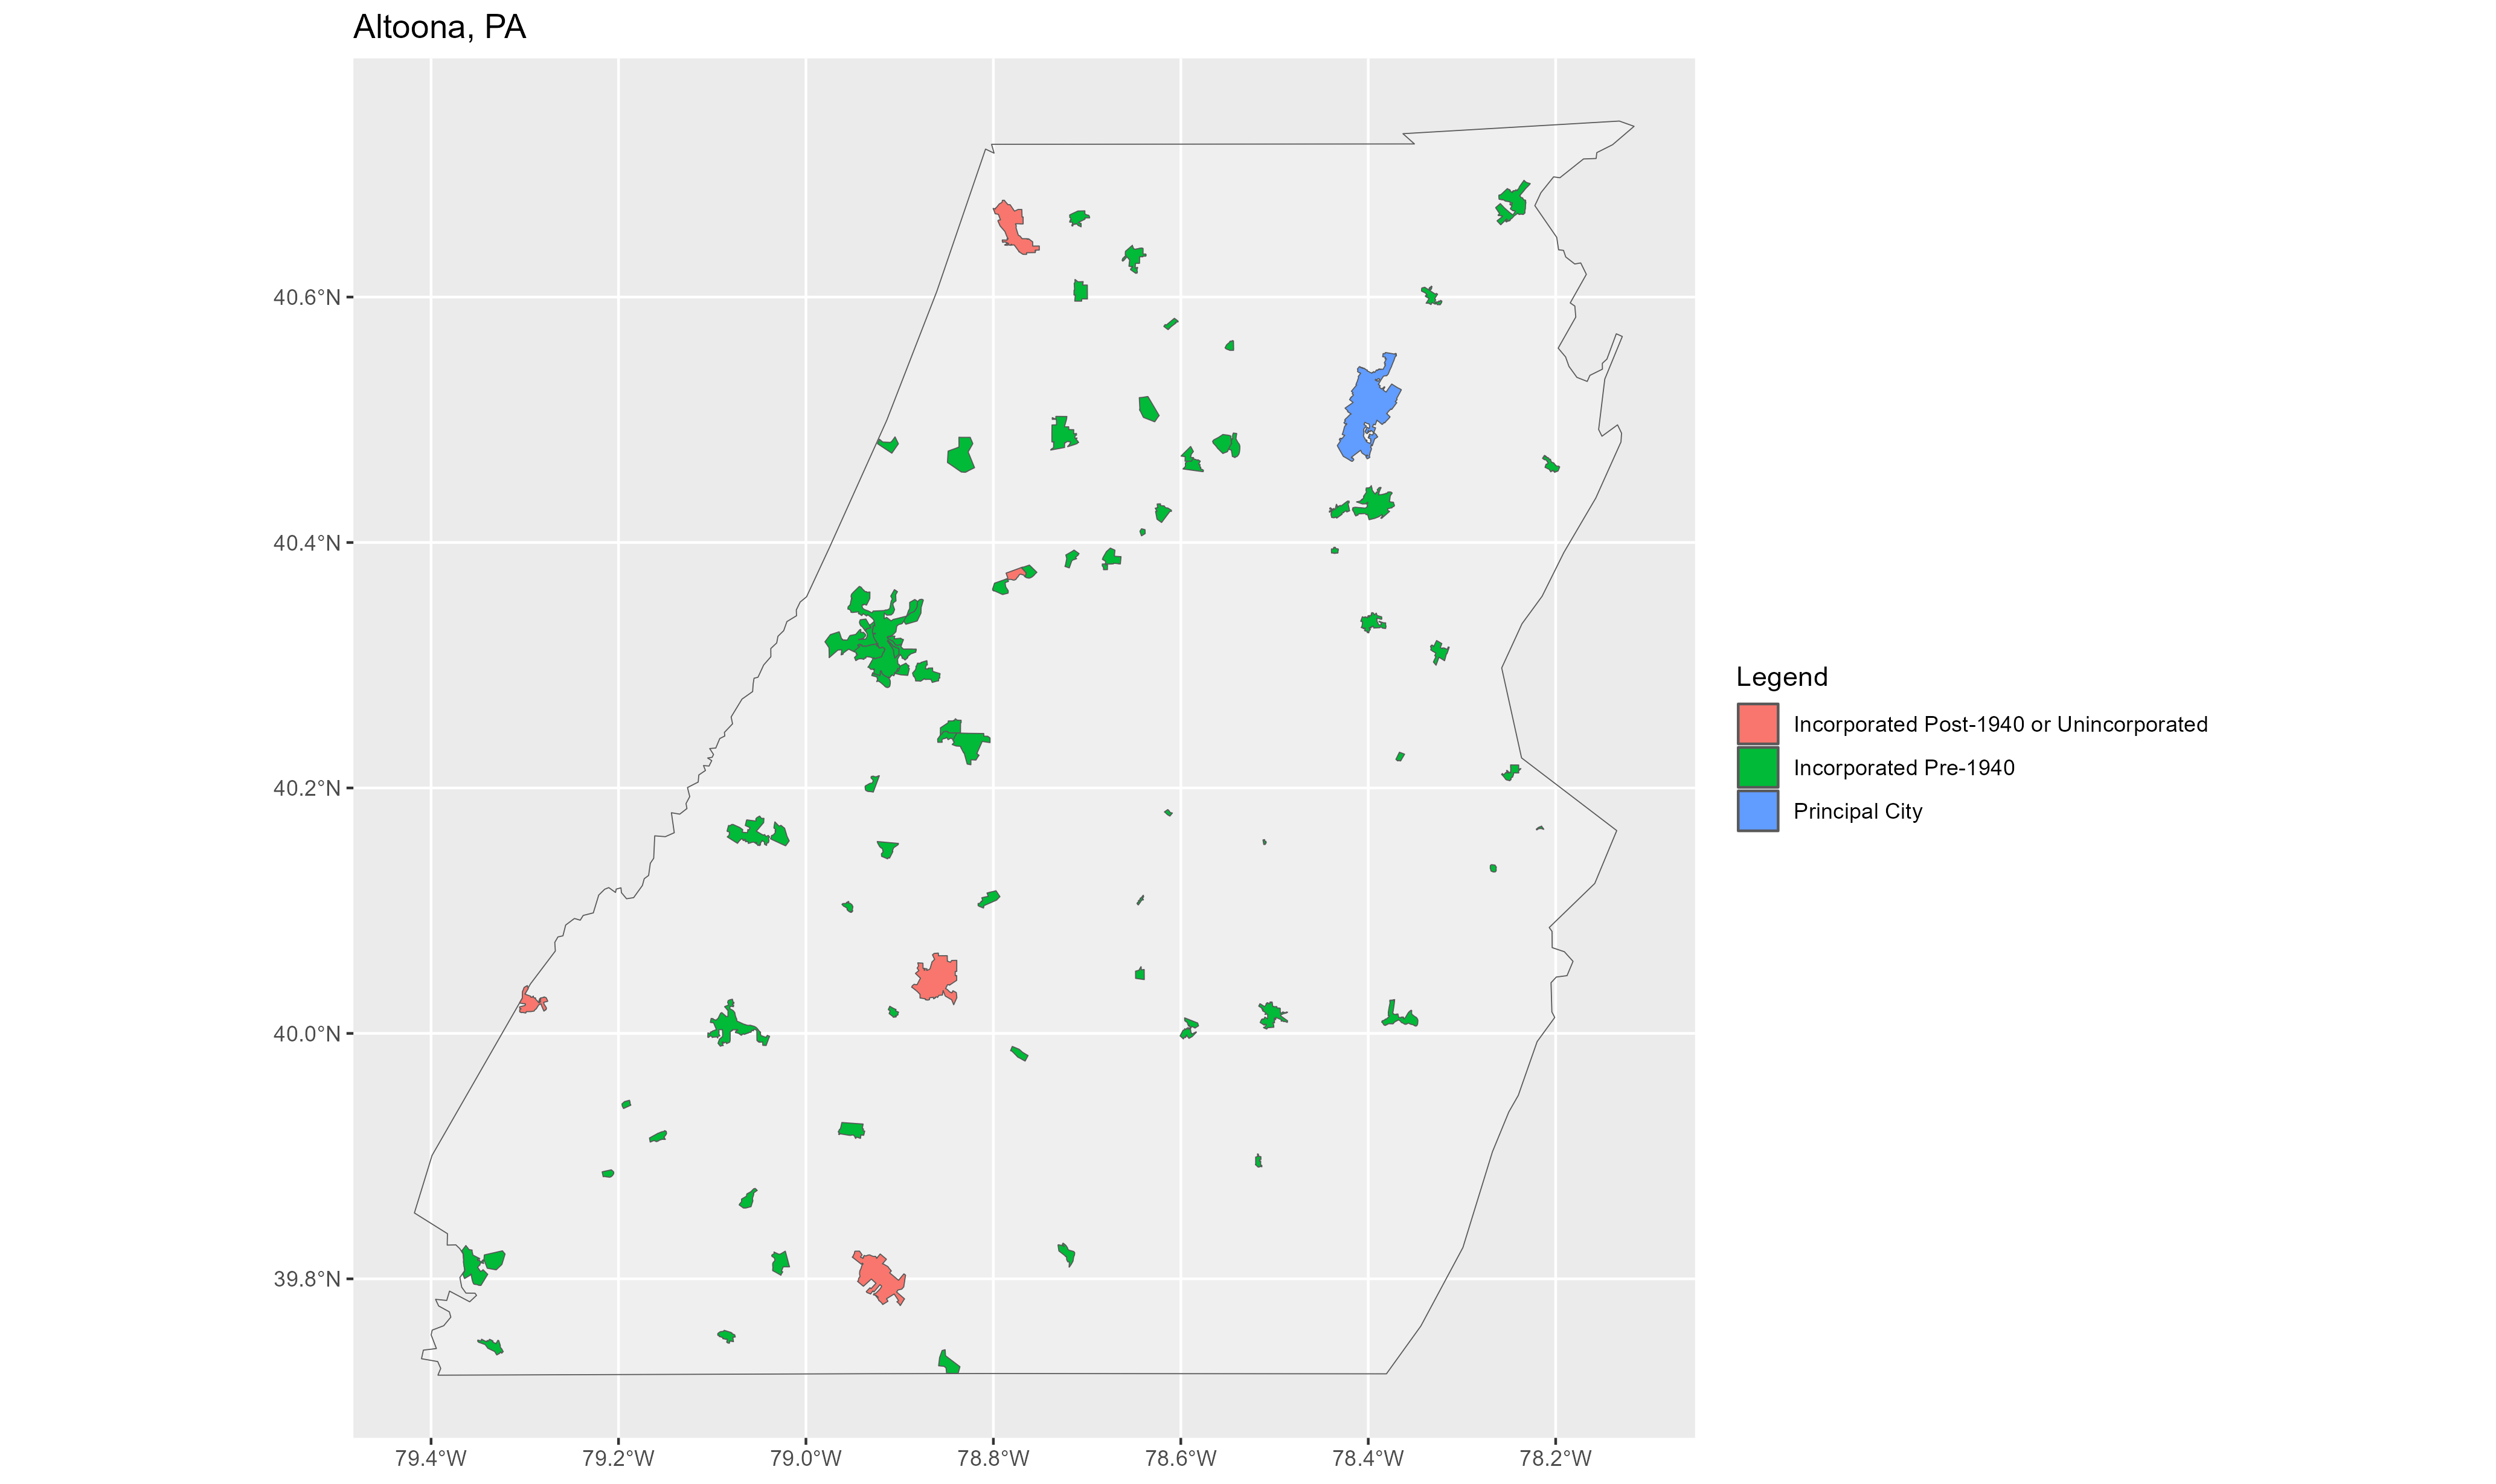 Altoona, PA
40.6°N
40.4°N
40.2°N
40.0°N
39.8°N
79.4°W 79.2°W 79.0°W 78.8°W 78.6°W 78.4°W 78.2°W
Legend
Incorporated Post-1940 or Unincorporated
Incorporated Pre-1940
Principal City